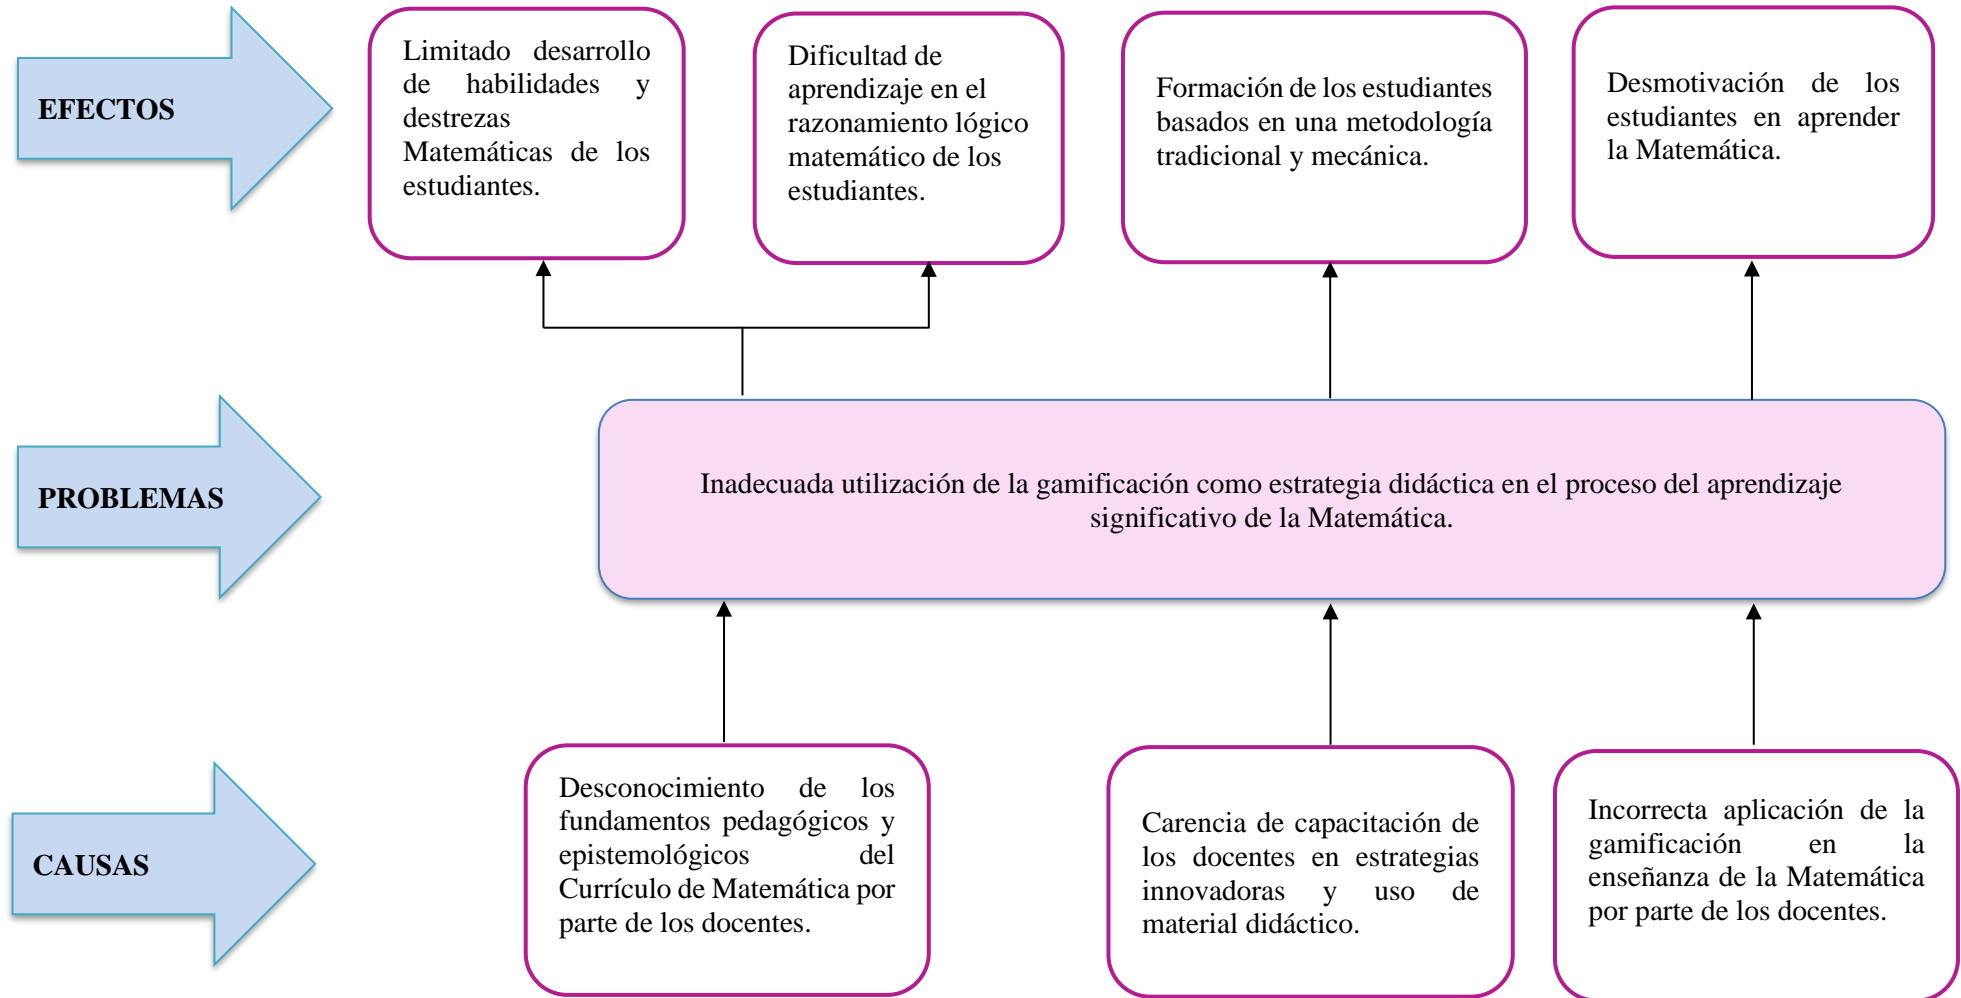 EFECTOS
Limitado desarrollo
de habilidades y
destrezas
Matemáticas de los
estudiantes.
Dificultad de
aprendizaje en el
razonamiento lógico
matemático de los
estudiantes.
Formación de los estudiantes
basados en una metodología
tradicional y mecánica.
Desmotivación de los
estudiantes en aprender
la Matemática.
PROBLEMAS
Inadecuada utilización de la gamificación como estrategia didáctica en el proceso del aprendizaje
significativo de la Matemática.
CAUSAS
Desconocimiento de los
fundamentos pedagógicos y
epistemológicos del
Currículo de Matemática por
parte de los docentes.
Carencia de capacitación de
los docentes en estrategias
innovadoras y uso de
material didáctico.
Incorrecta aplicación de la
gamificación en la
enseñanza de la Matemática
por parte de los docentes.